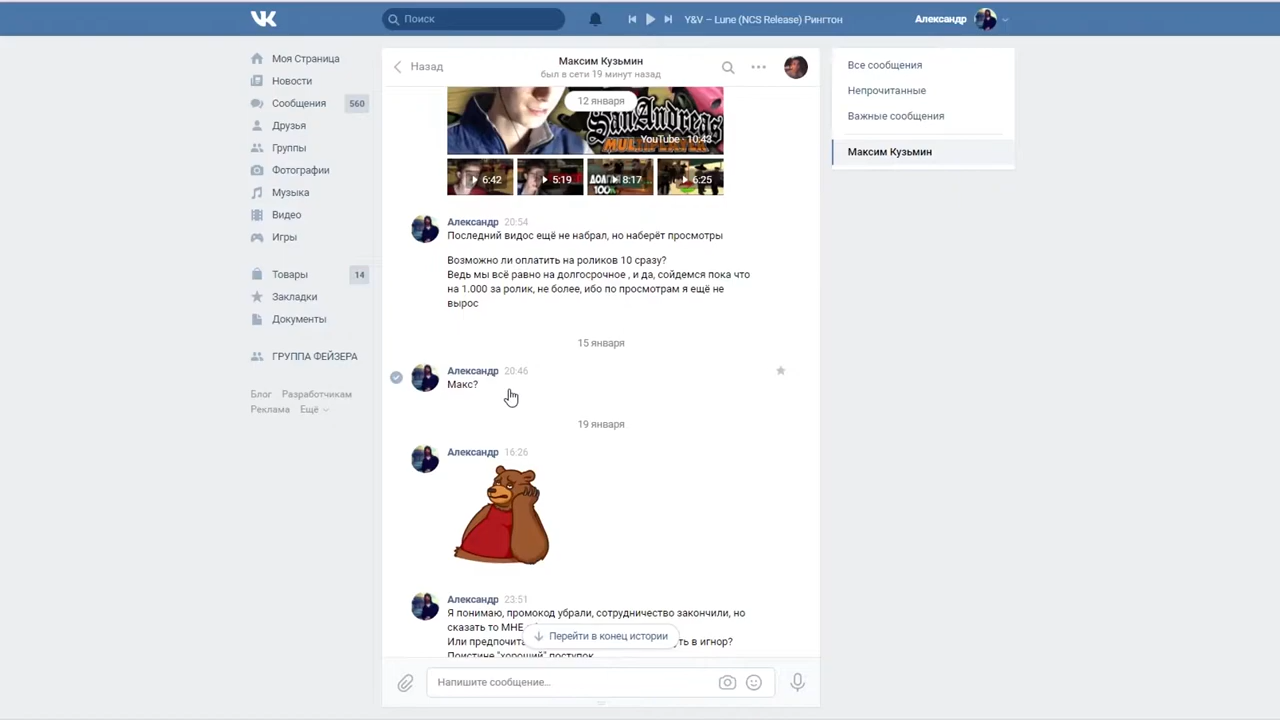 Поиск
Y&V – Lune (NCS Release) Рингтон
Александр
Моя Страница
Новости
Сообщения 560
Друзья
Группы
Фотографии
Музыка
Видео
Игры
Товары 14
Закладки
Документы
ГРУППА ФЕЙЗЕРА
Блог Разработчикам
Реклама Ещё
Назад
Максим Кузьмин
был в сети 19 минут назад
12 января
SanAndreas
YouTube · 10:43
6:42
5:19
8:17
100%
6:25
Александр 20:54
Последний видос ещё не набрал, но наберёт просмотры
Возможно ли оплатить на роликов 10 сразу?
Ведь мы всё равно на долгосрочное , и да, сойдемся пока что
на 1.000 за ролик, не более, ибо по просмотрам я ещё не
вырос
15 января
Александр 20:46
Макс?
19 января
Александр 16:26
Александр 23:51
Я понимаю, промокод убрали, сотрудничество закончили, но
сказать то МНЕ
Или предпочита
уть в игнор?
Поистине "хороший" поступок
Перейти в конец истории
Напишите сообщение...
Все сообщения
Непрочитанные
Важные сообщения
Максим Кузьмин